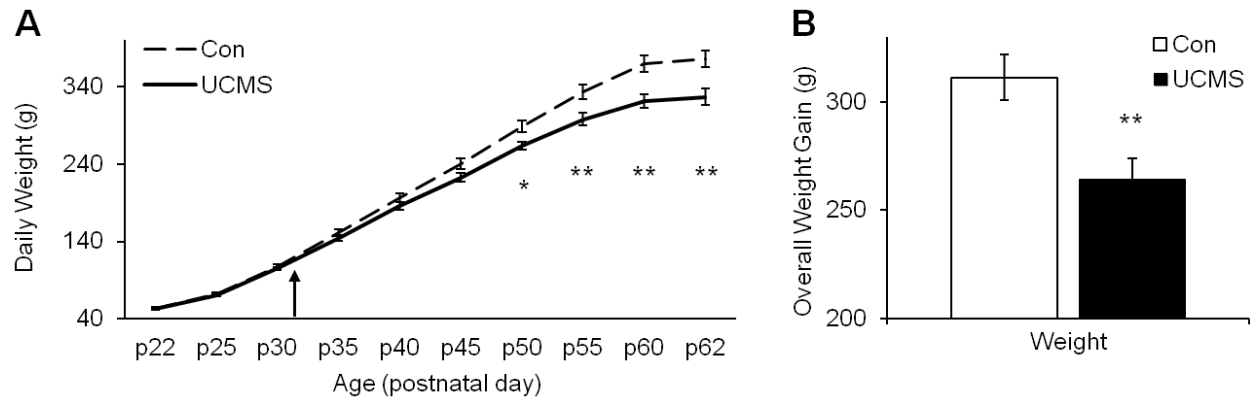 A
Con
UCMS
Daily Weight (g)
340
240
140
40
* ** ** **
p22 p25 p30 p35 p40 p45 p50 p55 p60 p62
Age (postnatal day)
B
Con
UCMS
Overall Weight Gain (g)
300
250
200
**
Weight